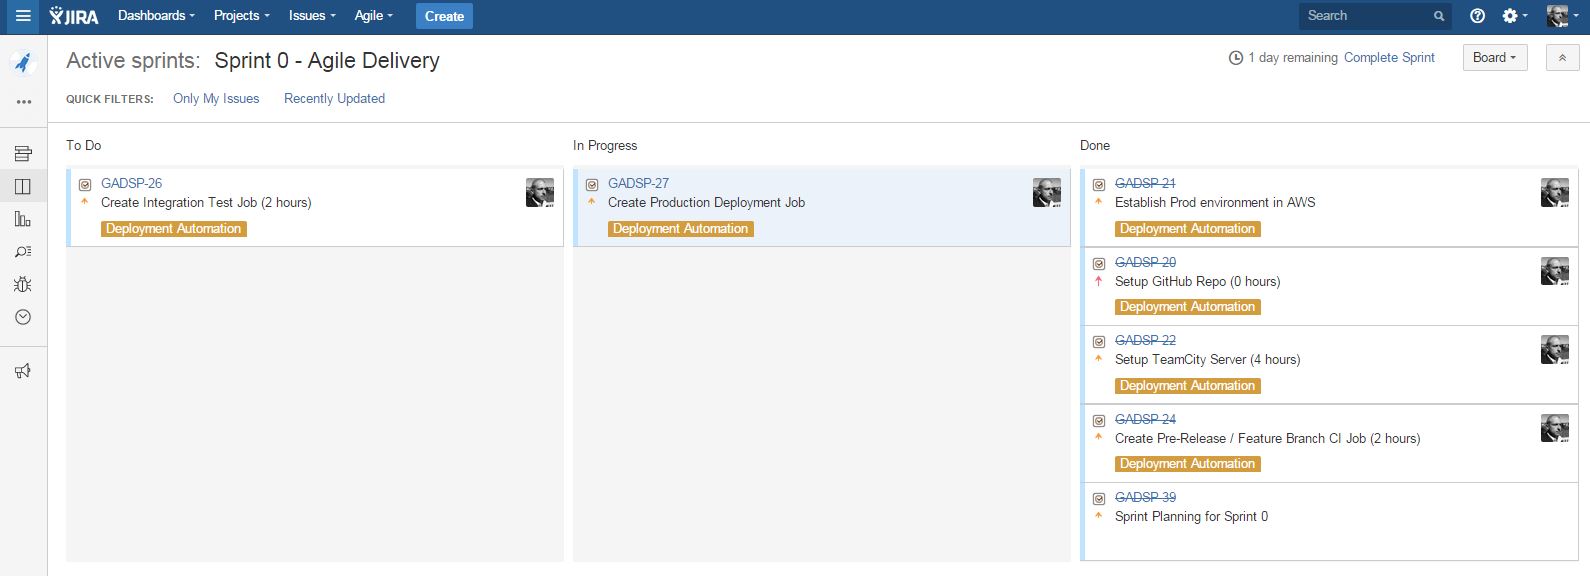 JIRA Dashboards Projects Issues Agile Create Search
Active sprints: Sprint 0 - Agile Delivery
1 day remaining Complete Sprint Board
QUICK FILTERS: Only My Issues Recently Updated
To Do
GADSP-26
Create Integration Test Job (2 hours)
Deployment Automation
In Progress
GADSP-27
Create Production Deployment Job
Deployment Automation
Done
GADSP-21
Establish Prod environment in AWS
Deployment Automation
GADSP-20
Setup GitHub Repo (0 hours)
Deployment Automation
GADSP-22
Setup TeamCity Server (4 hours)
Deployment Automation
GADSP-24
Create Pre-Release / Feature Branch CI Job (2 hours)
Deployment Automation
GADSP-39
Sprint Planning for Sprint 0